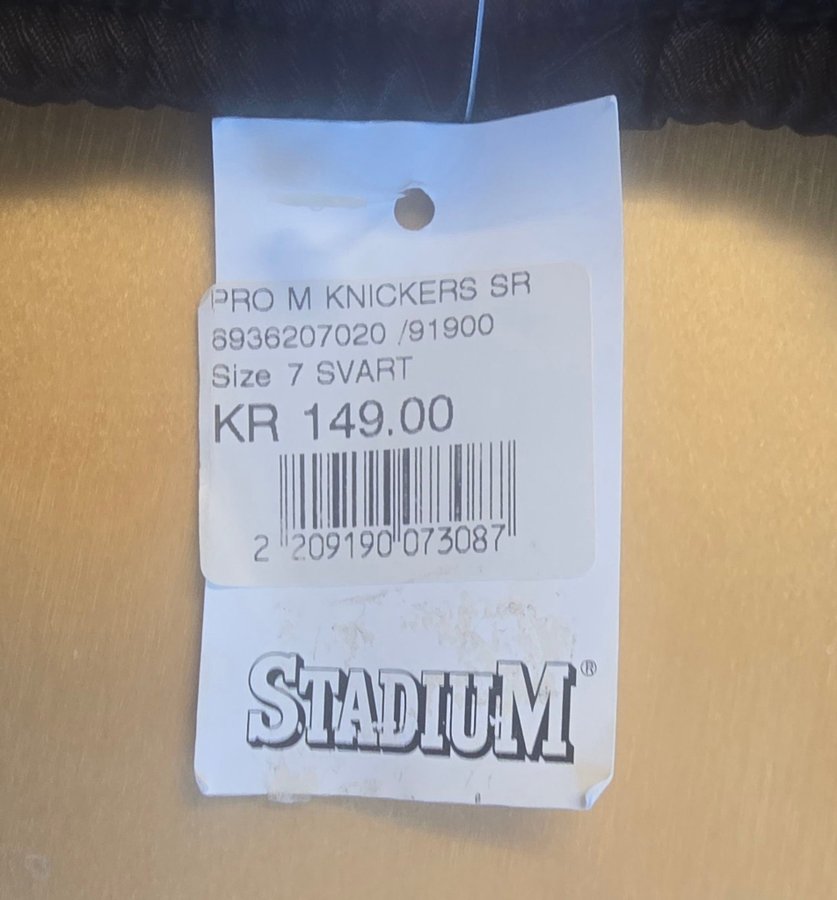 PRO M KNICKERS SR
6936207020 /91900
Size 7 SVART
KR 149.00
2 209190 073087
STADIUM®